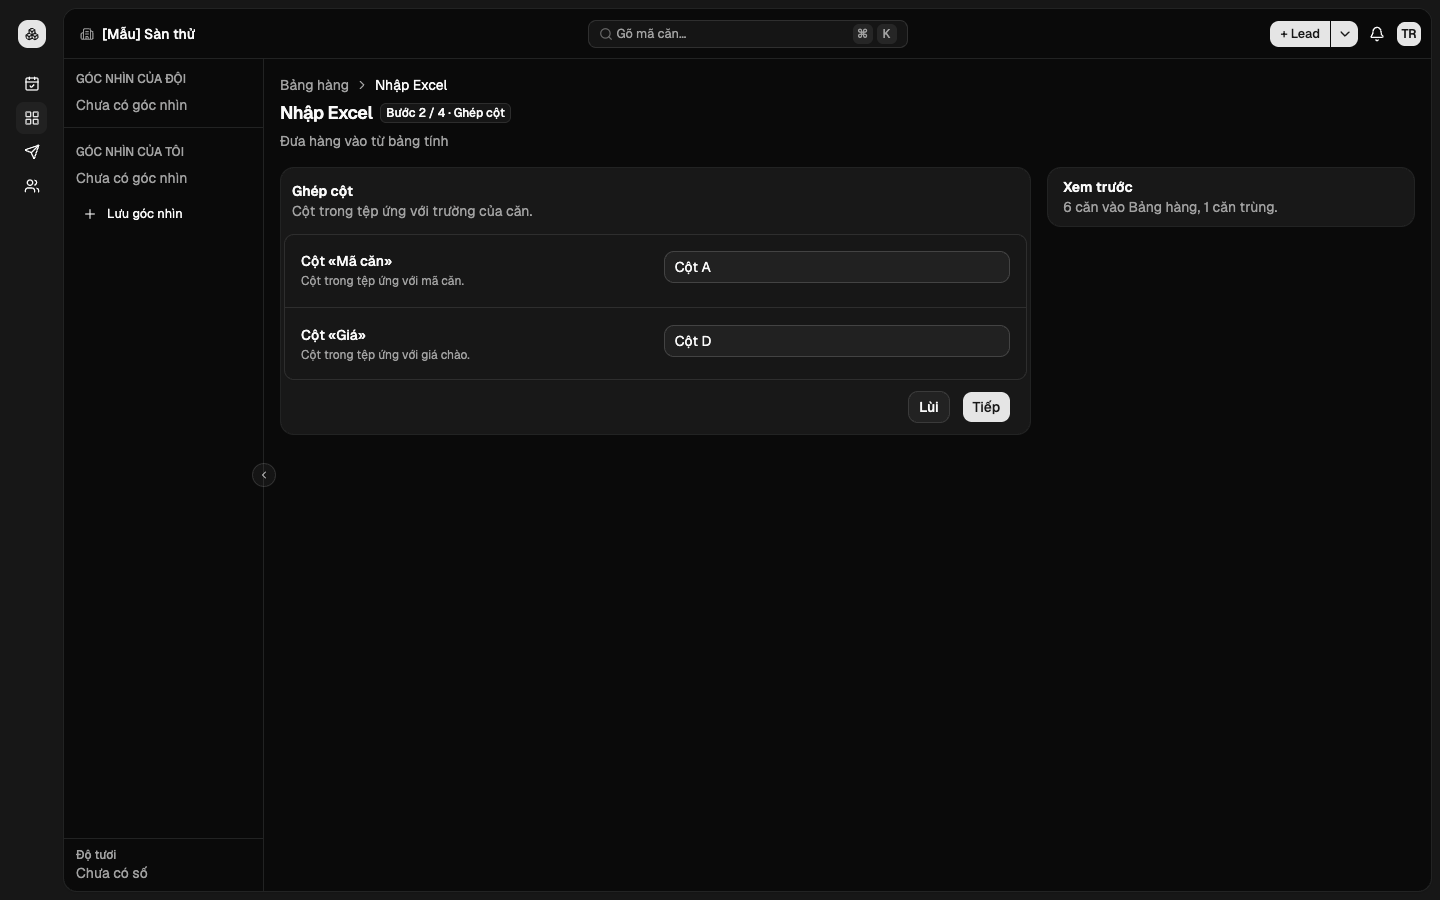 [Mẫu] Sàn thử
Gõ mã căn...
⌘ K
+ Lead
TR
GÓC NHÌN CỦA ĐỘI
Chưa có góc nhìn
GÓC NHÌN CỦA TÔI
Chưa có góc nhìn
Lưu góc nhìn
Độ tươi
Chưa có số
Bảng hàng > Nhập Excel
Nhập Excel
Bước 2 / 4 · Ghép cột
Đưa hàng vào từ bảng tính
Ghép cột
Cột trong tệp ứng với trường của căn.
Cột «Mã căn»
Cột trong tệp ứng với mã căn.
Cột A
Cột «Giá»
Cột trong tệp ứng với giá chào.
Cột D
Lùi
Tiếp
Xem trước
6 căn vào Bảng hàng, 1 căn trùng.